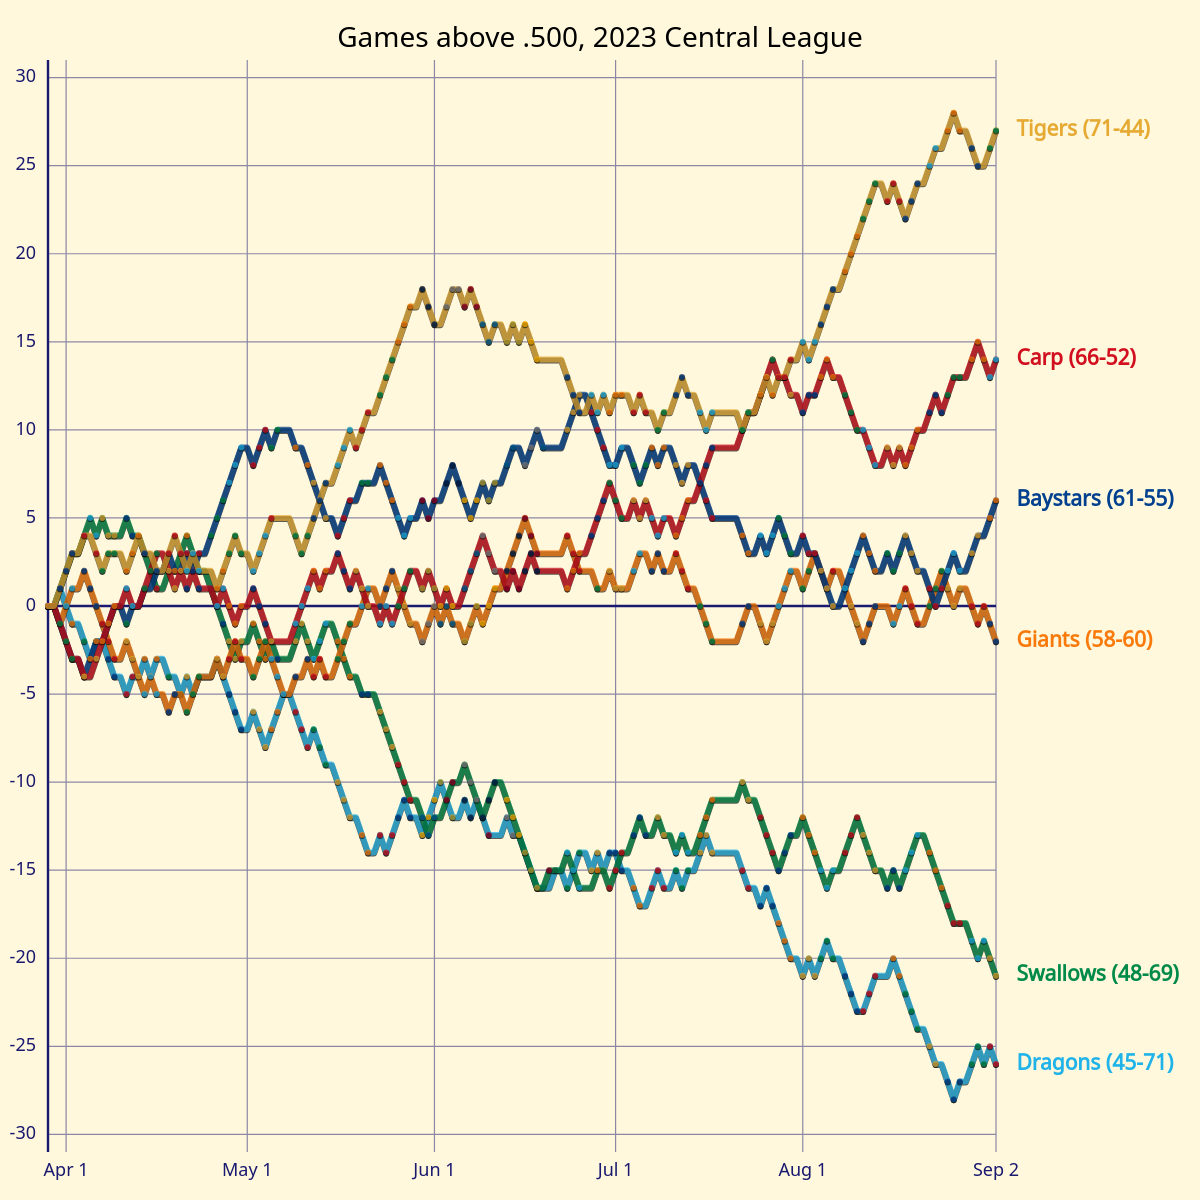 Games above .500, 2023 Central League
30
25
20
15
10
5
0
-5
-10
-15
-20
-25
-30
Tigers (71-44)
Carp (66-52)
Baystars (61-55)
Giants (58-60)
Swallows (48-69)
Dragons (45-71)
Apr 1 May 1 Jun 1 Jul 1 Aug 1 Sep 2